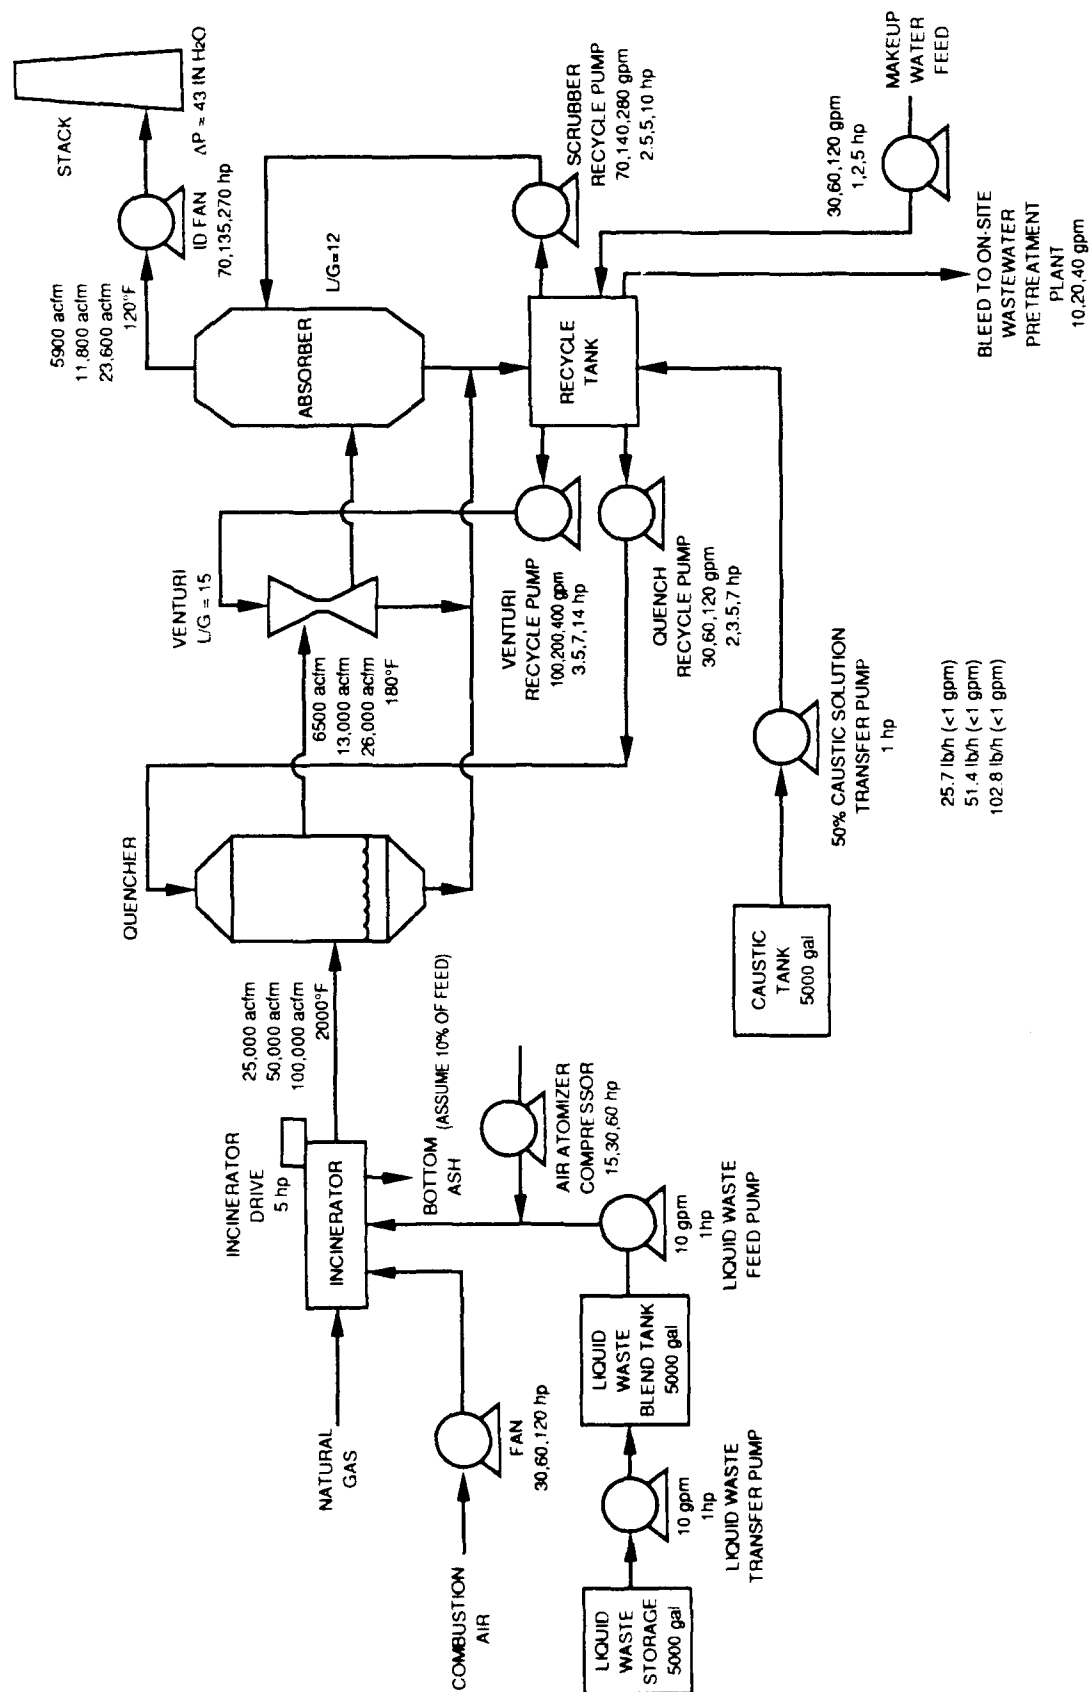 STACK
ΔP = 43 IN H2O
ID FAN
70,135,270 hp
5900 acfm
11,800 acfm
23,600 acfm
120°F
L/G=12
ABSORBER
SCRUBBER
RECYCLE PUMP
70,140,280 gpm
2.5,5,10 hp
30,60,120 gpm
1,2,5 hp
MAKEUP
WATER
FEED
RECYCLE
TANK
BLEED TO ON-SITE
WASTEWATER
PRETREATMENT
PLANT
10,20,40 gpm
VENTURI
L/G = 15
6500 acfm
13,000 acfm
26,000 acfm
180°F
VENTURI
RECYCLE PUMP
100,200,400 gpm
3.5,7,14 hp
QUENCH
RECYCLE PUMP
30,60,120 gpm
2,3.5,7 hp
50% CAUSTIC SOLUTION
TRANSFER PUMP
1 hp
25.7 lb/h (<1 gpm)
51.4 lb/h (<1 gpm)
102.8 lb/h (<1 gpm)
CAUSTIC
TANK
5000 gal
QUENCHER
25,000 acfm
50,000 acfm
100,000 acfm
2000°F
INCINERATOR
DRIVE
5 hp
INCINERATOR
BOTTOM
ASH
(ASSUME 10% OF FEED)
AIR ATOMIZER
COMPRESSOR
15,30,60 hp
NATURAL
GAS
COMBUSTION
AIR
FAN
30,60,120 hp
10 gpm
1hp
LIQUID WASTE
FEED PUMP
LIQUID
WASTE
BLEND TANK
5000 gal
10 gpm
1hp
LIQUID WASTE
TRANSFER PUMP
LIQUID
WASTE
STORAGE
5000 gal